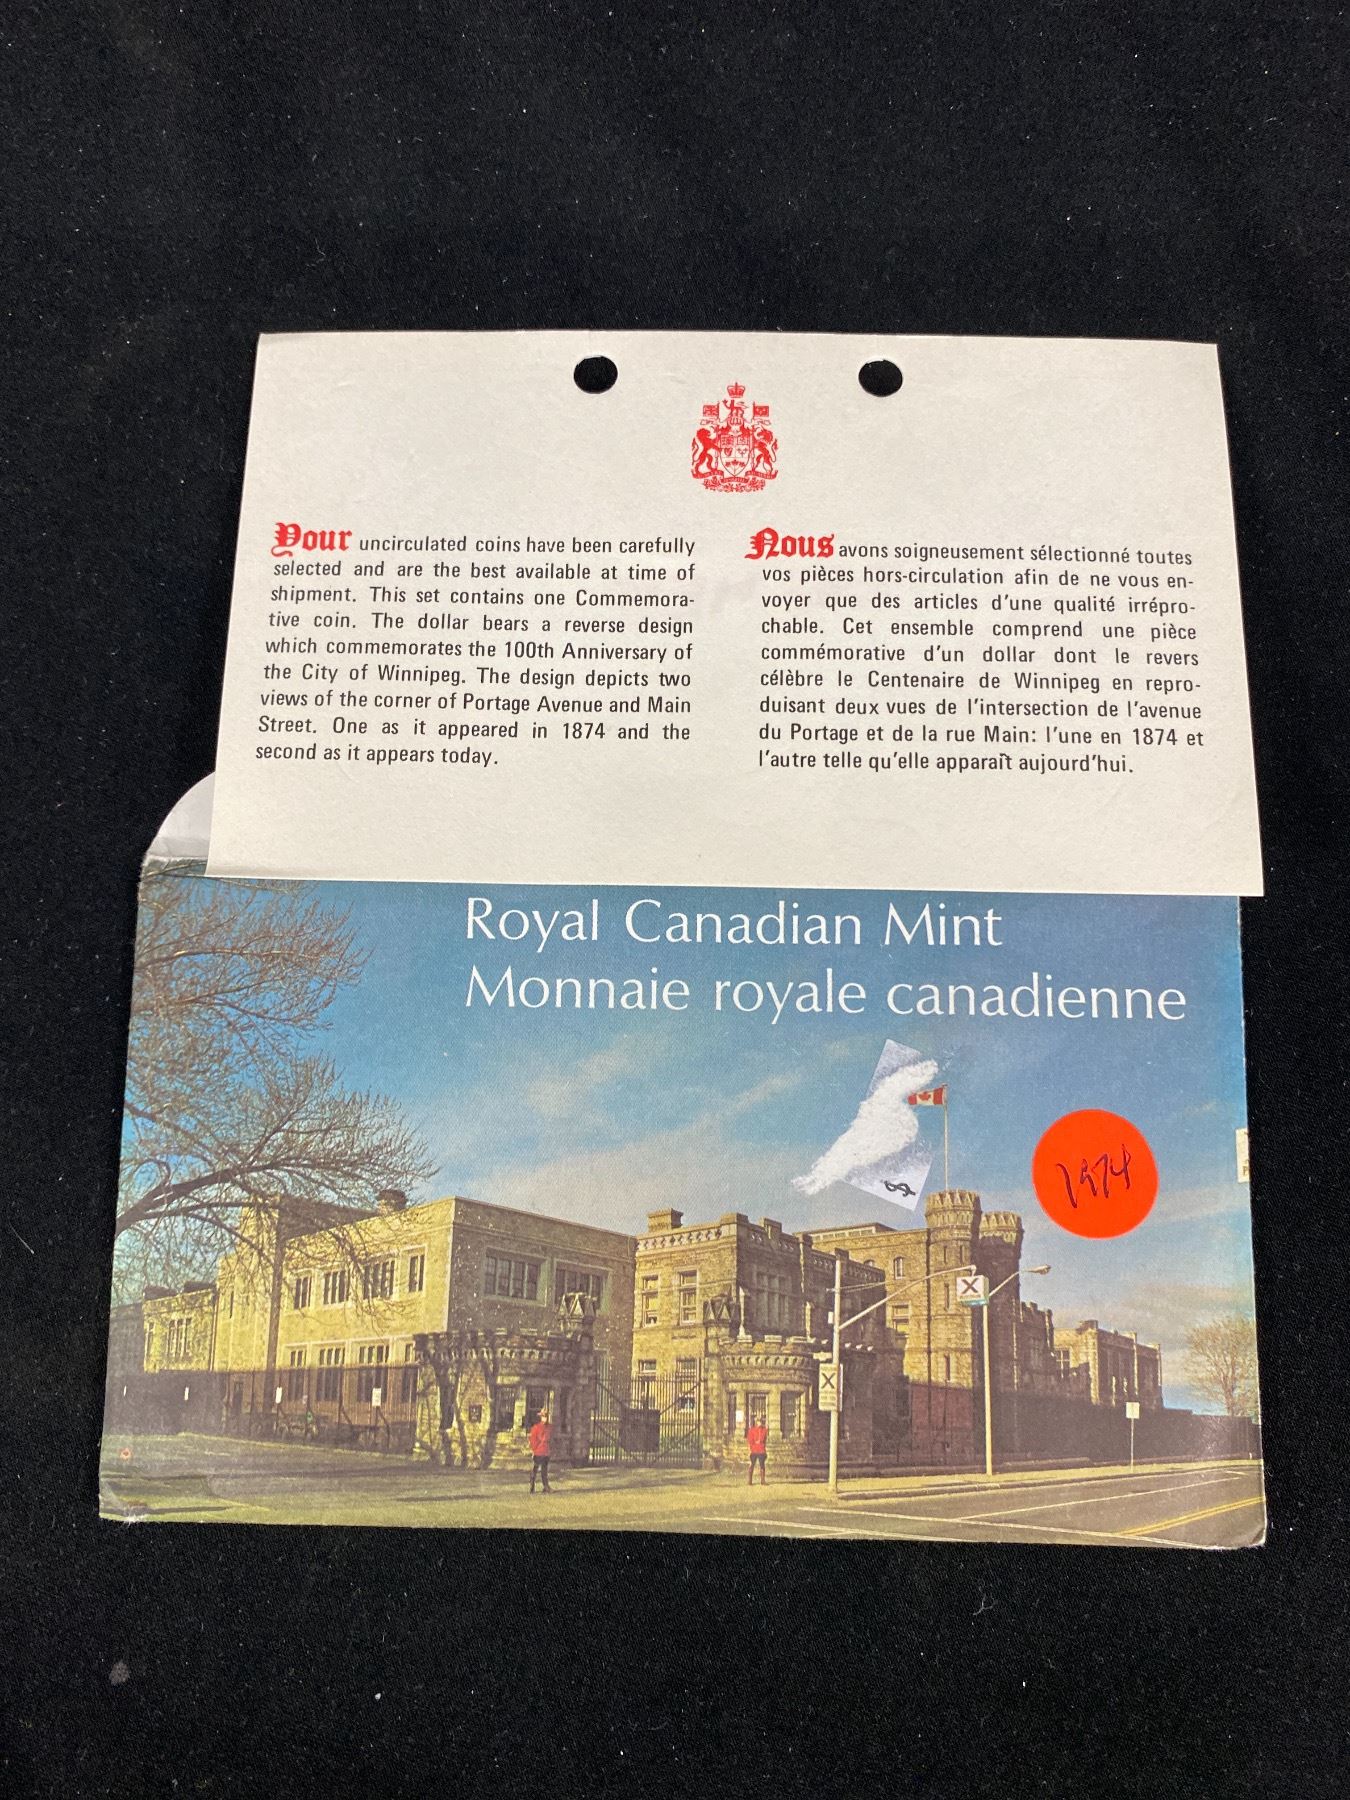 Your uncirculated coins have been carefully
selected and are the best available at time of
shipment. This set contains one Commemora-
tive coin. The dollar bears a reverse design
which commemorates the 100th Anniversary of
the City of Winnipeg. The design depicts two
views of the corner of Portage Avenue and Main
Street. One as it appeared in 1874 and the
second as it appears today.
Nous avons soigneusement sélectionné toutes
vos pièces hors-circulation afin de ne vous en-
voyer que des articles d'une qualité irrépro-
chable. Cet ensemble comprend une pièce
commémorative d'un dollar dont le revers
célèbre le Centenaire de Winnipeg en repro-
duisant deux vues de l'intersection de l'avenue
du Portage et de la rue Main: l'une en 1874 et
l'autre telle qu'elle apparaît aujourd'hui.
Royal Canadian Mint
Monnaie royale canadienne
$
1974
X
X